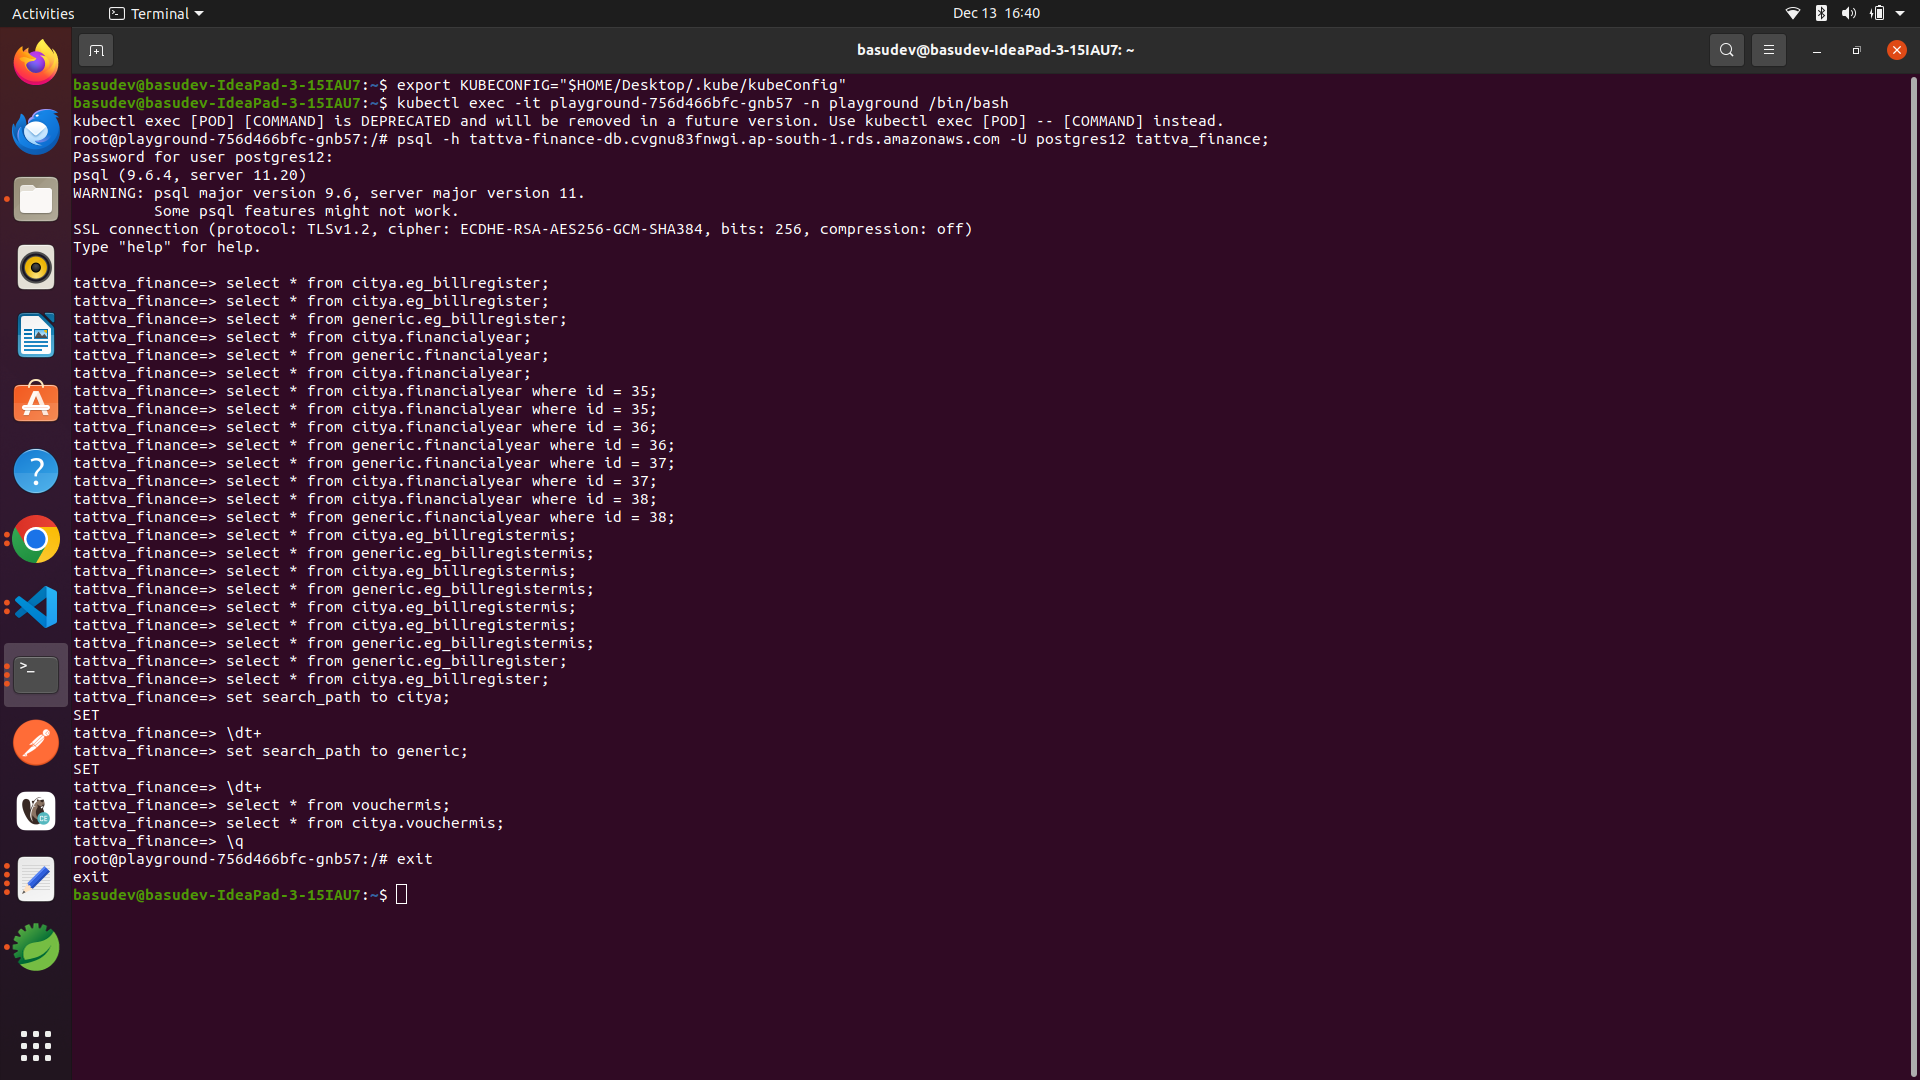 Activities
Terminal
Dec 13 16:40
basudev@basudev-IdeaPad-3-15IAU7: ~
basudev@basudev-IdeaPad-3-15IAU7:~$ export KUBECONFIG="$HOME/Desktop/.kube/kubeConfig"
basudev@basudev-IdeaPad-3-15IAU7:~$ kubectl exec -it playground-756d466bfc-gnb57 -n playground /bin/bash
kubectl exec [POD] [COMMAND] is DEPRECATED and will be removed in a future version. Use kubectl exec [POD] -- [COMMAND] instead.
root@playground-756d466bfc-gnb57:/# psql -h tattva-finance-db.cvgnu83fnwgi.ap-south-1.rds.amazonaws.com -U postgres12 tattva_finance;
Password for user postgres12:
psql (9.6.4, server 11.20)
WARNING: psql major version 9.6, server major version 11.
         Some psql features might not work.
SSL connection (protocol: TLSv1.2, cipher: ECDHE-RSA-AES256-GCM-SHA384, bits: 256, compression: off)
Type "help" for help.
tattva_finance=> select * from citya.eg_billregister;
tattva_finance=> select * from citya.eg_billregister;
tattva_finance=> select * from generic.eg_billregister;
tattva_finance=> select * from citya.financialyear;
tattva_finance=> select * from generic.financialyear;
tattva_finance=> select * from citya.financialyear;
tattva_finance=> select * from citya.financialyear where id = 35;
tattva_finance=> select * from citya.financialyear where id = 35;
tattva_finance=> select * from citya.financialyear where id = 36;
tattva_finance=> select * from generic.financialyear where id = 36;
tattva_finance=> select * from generic.financialyear where id = 37;
tattva_finance=> select * from citya.financialyear where id = 37;
tattva_finance=> select * from citya.financialyear where id = 38;
tattva_finance=> select * from generic.financialyear where id = 38;
tattva_finance=> select * from citya.eg_billregistermis;
tattva_finance=> select * from generic.eg_billregistermis;
tattva_finance=> select * from citya.eg_billregistermis;
tattva_finance=> select * from generic.eg_billregistermis;
tattva_finance=> select * from citya.eg_billregistermis;
tattva_finance=> select * from citya.eg_billregistermis;
tattva_finance=> select * from generic.eg_billregistermis;
tattva_finance=> select * from generic.eg_billregister;
tattva_finance=> select * from citya.eg_billregister;
tattva_finance=> set search_path to citya;
SET
tattva_finance=> \dt+
tattva_finance=> set search_path to generic;
SET
tattva_finance=> \dt+
tattva_finance=> select * from vouchermis;
tattva_finance=> select * from citya.vouchermis;
tattva_finance=> \q
root@playground-756d466bfc-gnb57:/# exit
exit
basudev@basudev-IdeaPad-3-15IAU7:~$